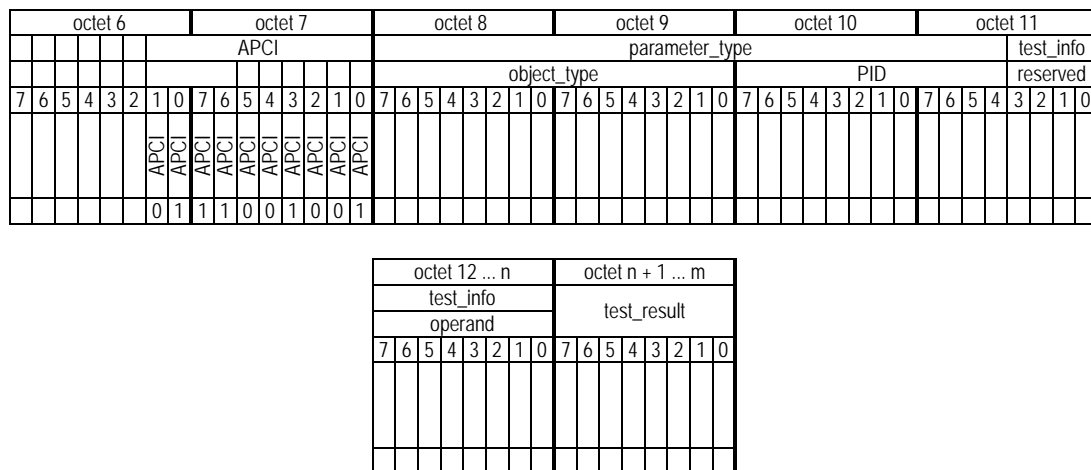 octet 6 octet 7 octet 8 octet 9 octet 10 octet 11
APCI parameter_type test_info
object_type PID reserved
7 6 5 4 3 2 1 0 7 6 5 4 3 2 1 0 7 6 5 4 3 2 1 0 7 6 5 4 3 2 1 0 7 6 5 4 3 2 1 0 7 6 5 4 3 2 1 0
APCI APCI APCI APCI APCI APCI APCI APCI APCI APCI
0 1 1 1 0 0 1 0 0 1
octet 12 ... n octet n + 1 ... m
test_info test_result
operand
7 6 5 4 3 2 1 0 7 6 5 4 3 2 1 0